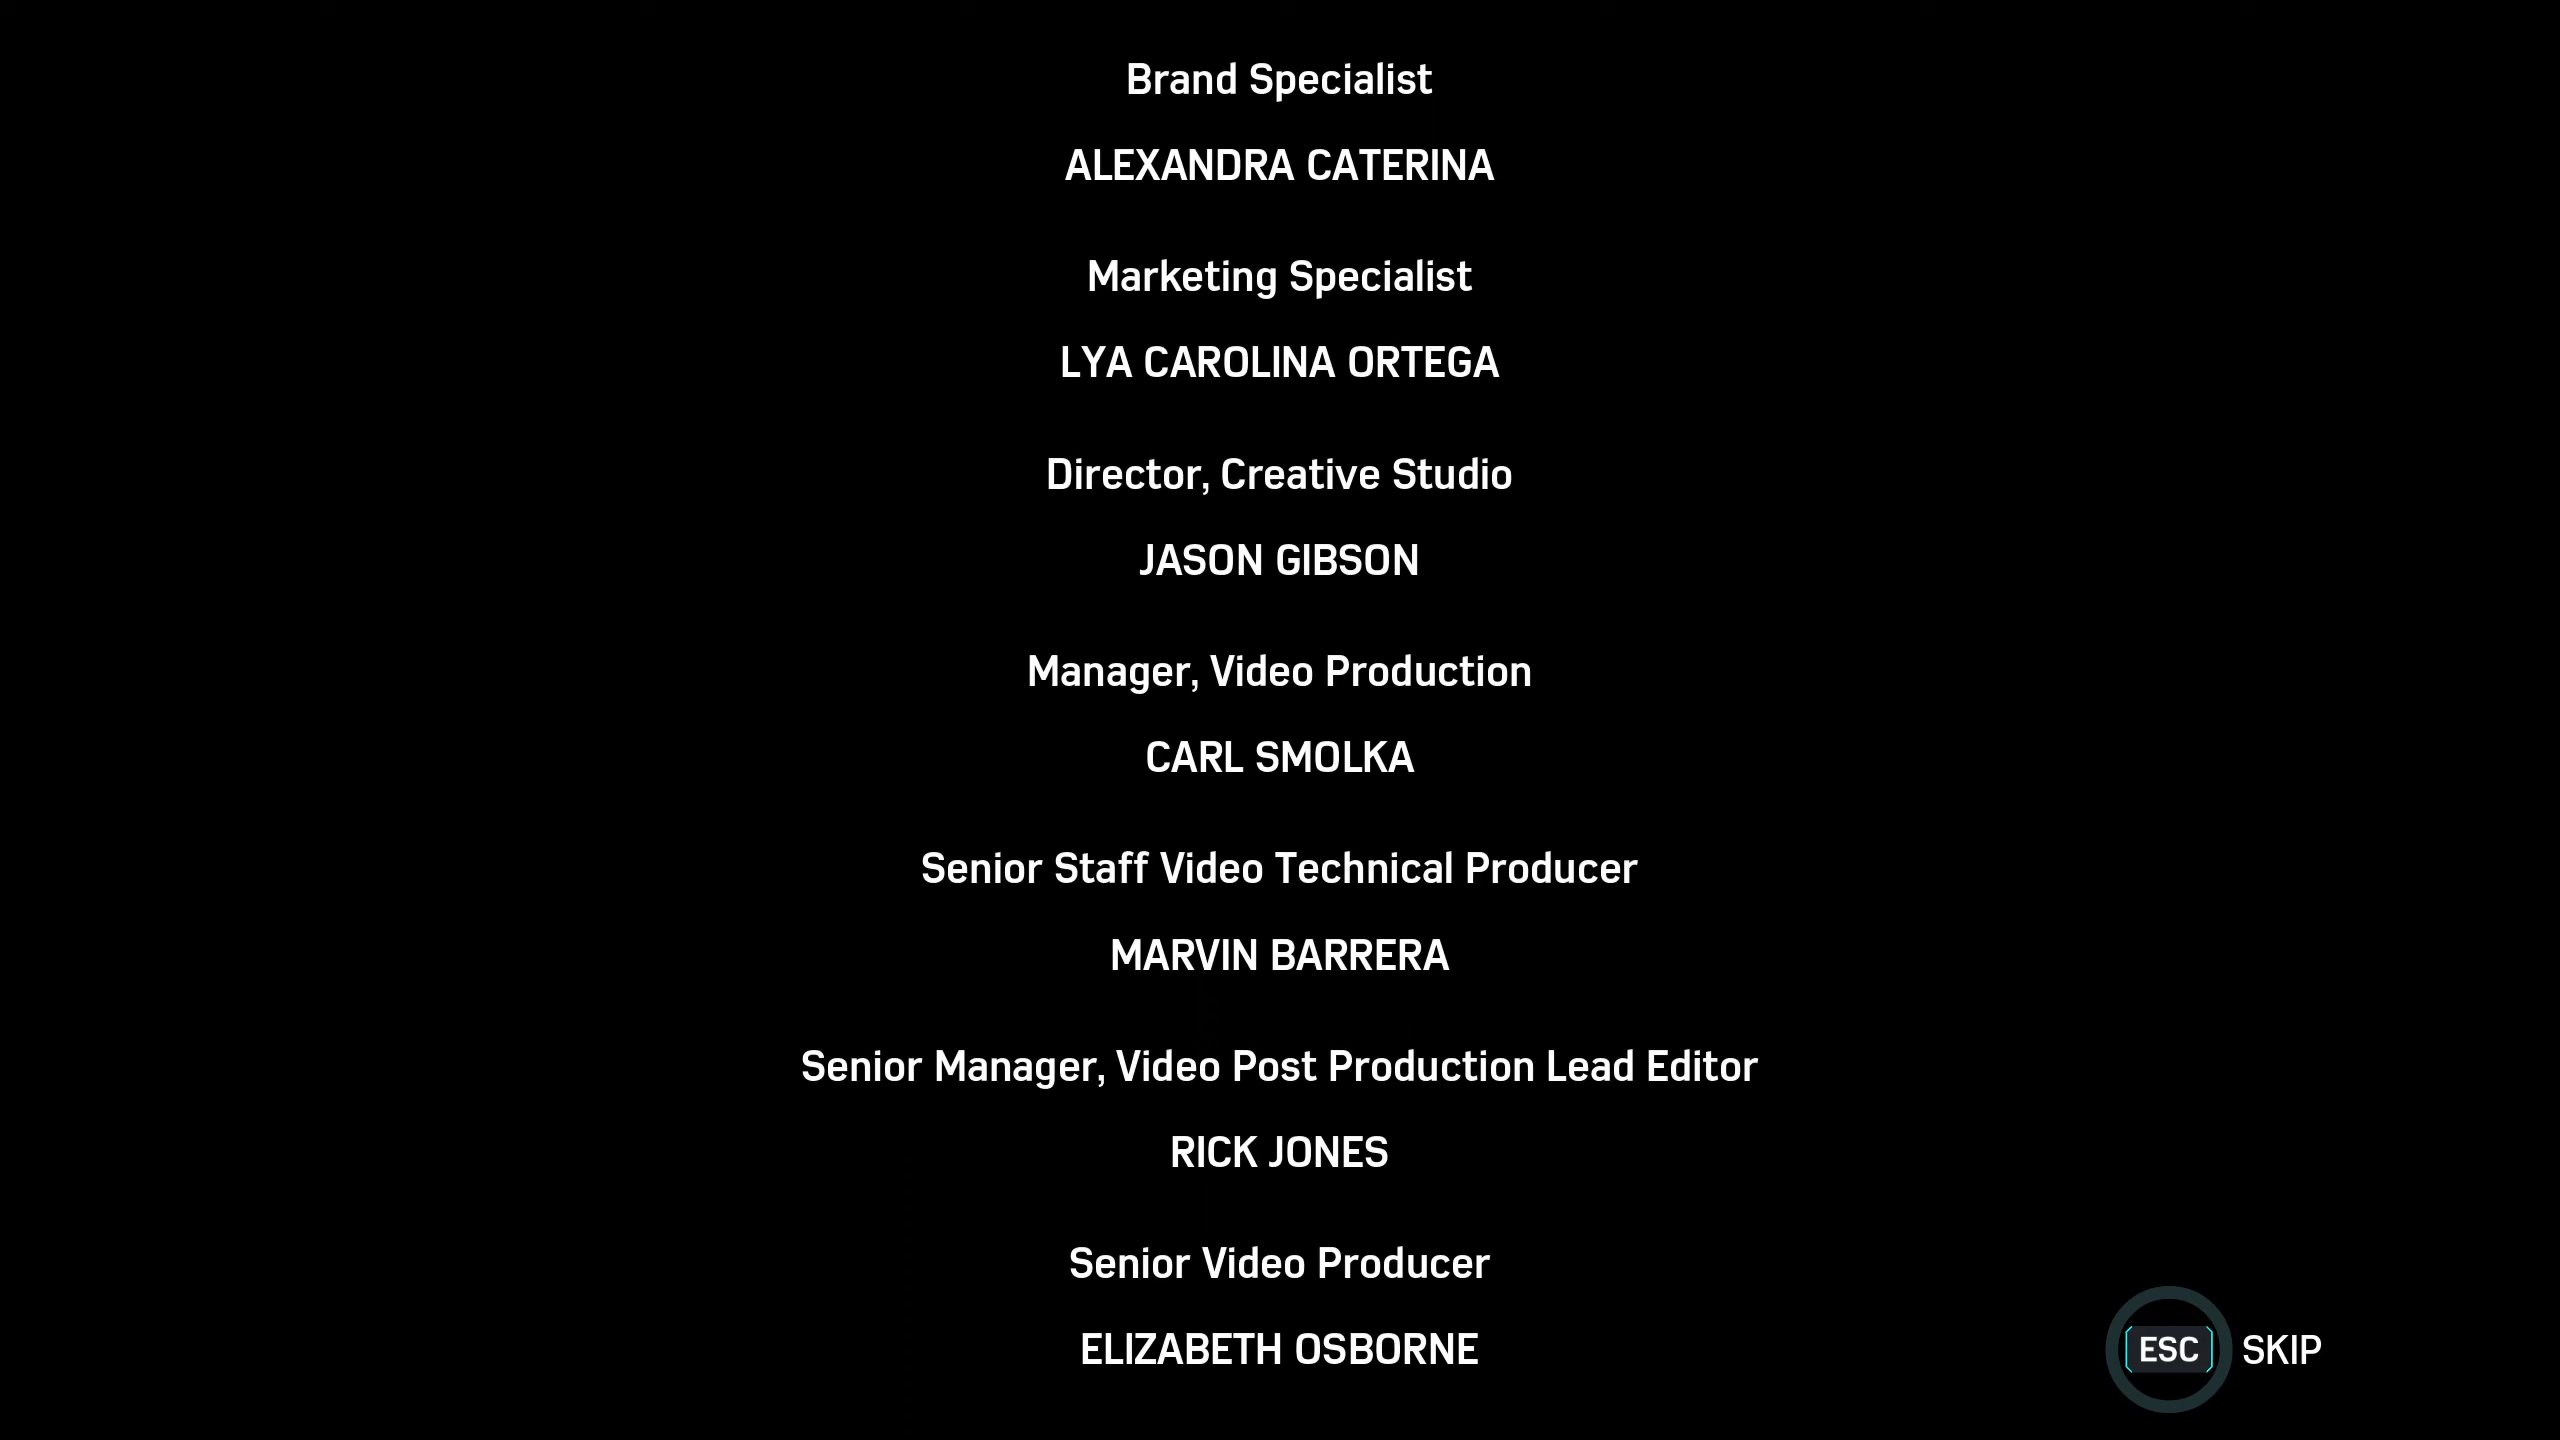 Brand Specialist
ALEXANDRA CATERINA
Marketing Specialist
LYA CAROLINA ORTEGA
Director, Creative Studio
JASON GIBSON
Manager, Video Production
CARL SMOLKA
Senior Staff Video Technical Producer
MARVIN BARRERA
Senior Manager, Video Post Production Lead Editor
RICK JONES
Senior Video Producer
ELIZABETH OSBORNE
ESC SKIP